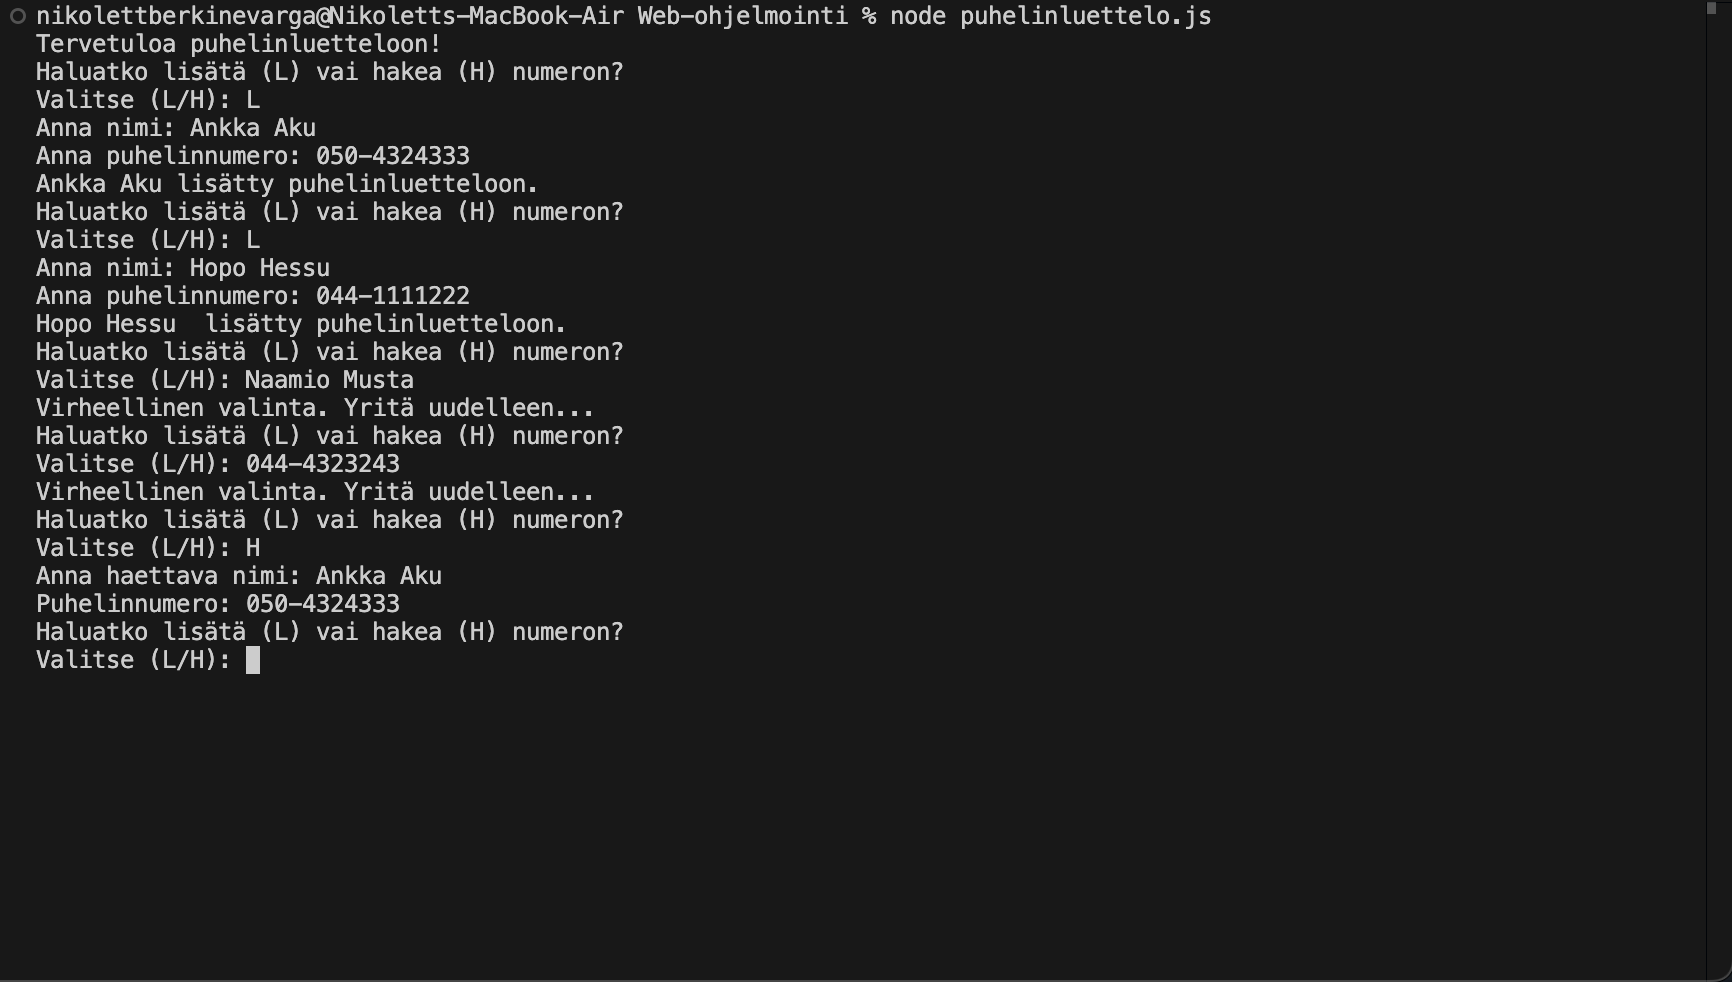 nikolettberkinevarga@Nikoletts-MacBook-Air Web-ohjelmointi % node puhelinluettelo.js
Tervetuloa puhelinluetteloon!
Haluatko lisätä (L) vai hakea (H) numeron?
Valitse (L/H): L
Anna nimi: Ankka Aku
Anna puhelinnumero: 050-4324333
Ankka Aku lisätty puhelinluetteloon.
Haluatko lisätä (L) vai hakea (H) numeron?
Valitse (L/H): L
Anna nimi: Hopo Hessu
Anna puhelinnumero: 044-1111222
Hopo Hessu  lisätty puhelinluetteloon.
Haluatko lisätä (L) vai hakea (H) numeron?
Valitse (L/H): Naamio Musta
Virheellinen valinta. Yritä uudelleen...
Haluatko lisätä (L) vai hakea (H) numeron?
Valitse (L/H): 044-4323243
Virheellinen valinta. Yritä uudelleen...
Haluatko lisätä (L) vai hakea (H) numeron?
Valitse (L/H): H
Anna haettava nimi: Ankka Aku
Puhelinnumero: 050-4324333
Haluatko lisätä (L) vai hakea (H) numeron?
Valitse (L/H):